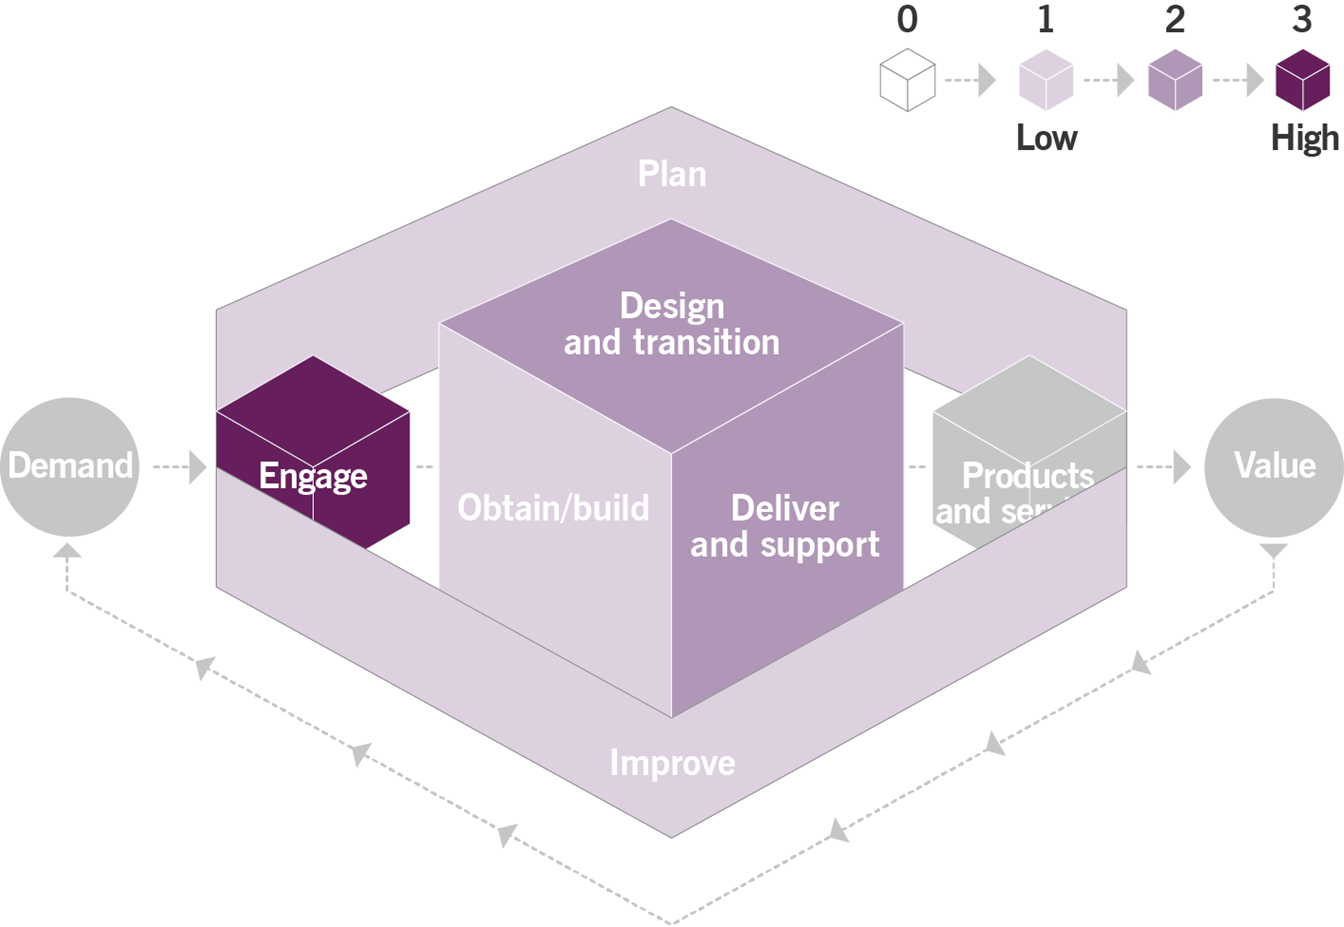 0 1 2 3
Low High
Plan
Design
and transition
Demand
Engage
Obtain/build
Deliver
and support
Products
and
Value
Improve